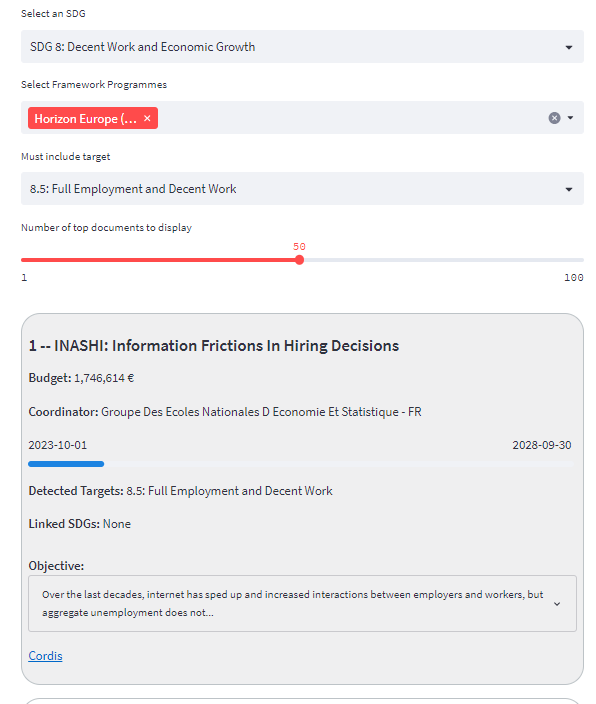 Select an SDG
SDG 8: Decent Work and Economic Growth
Select Framework Programmes
Horizon Europe (...
Must include target
8.5: Full Employment and Decent Work
Number of top documents to display
50
1 100
1 -- INASHI: Information Frictions In Hiring Decisions
Budget: 1,746,614 €
Coordinator: Groupe Des Ecoles Nationales D Economie Et Statistique - FR
2023-10-01 2028-09-30
Detected Targets: 8.5: Full Employment and Decent Work
Linked SDGs: None
Objective:
Over the last decades, internet has sped up and increased interactions between employers and workers, but
aggregate unemployment does not...
Cordis